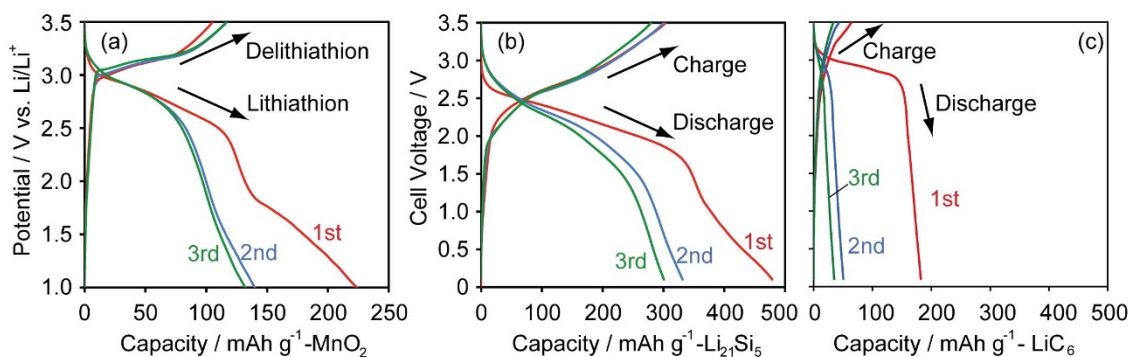 (a)
Delithiathion
Lithiathion
1st
2nd
3rd
3.5
3.0
2.5
2.0
1.5
1.0
Potential / V vs. Li/Li⁺
0 50 100 150 200 250
Capacity / mAh g⁻¹-MnO₂
(b)
Charge
Discharge
1st
2nd
3rd
3.5
3.0
2.5
2.0
1.5
1.0
0.5
0
Cell Voltage / V
0 100 200 300 400 500
Capacity / mAh g⁻¹-Li₂₁Si₅
(c)
Charge
Discharge
3rd
1st
2nd
0 100 200 300 400 500
Capacity / mAh g⁻¹- LiC₆